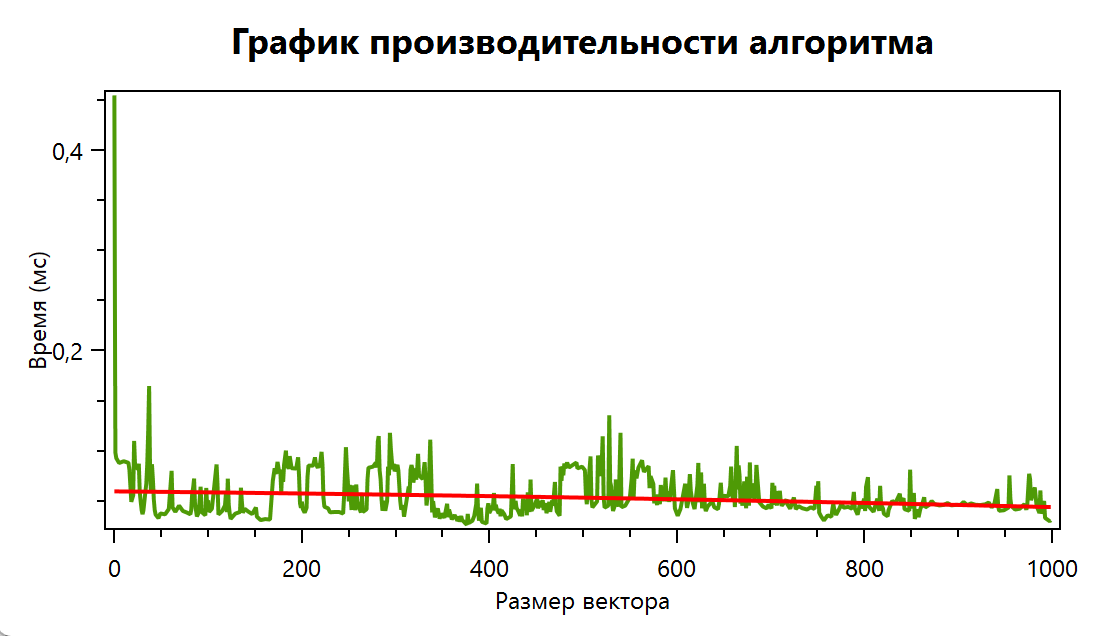 График производительности алгоритма
0,4
0,2
Время (мс)
0 200 400 600 800 1000
Размер вектора